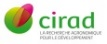 cirad
LA RECHERCHE AGRONOMIQUE
POUR LE DÉVELOPPEMENT